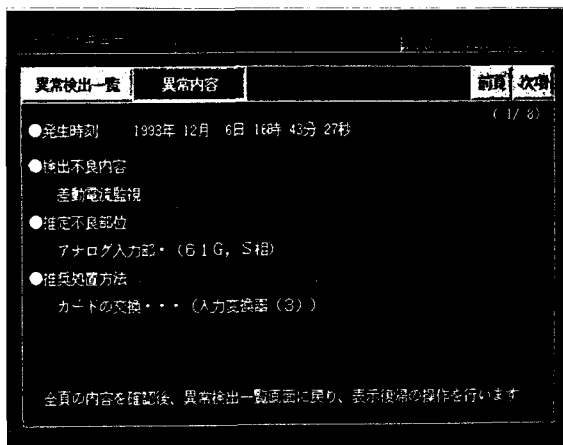 異常検出一覧 異常内容 前頁 次頁
(1/8)
●発生時刻 1993年 12月 6日 16時 43分 27秒
●検出不良内容
差動電流監視
●推定不良部位
アナログ入力部・(61G, S相)
●推奨処置方法
カードの交換・・・(入力変換器(3))
全頁の内容を確認後、異常検出一覧画面に戻り、表示復帰の操作を行います